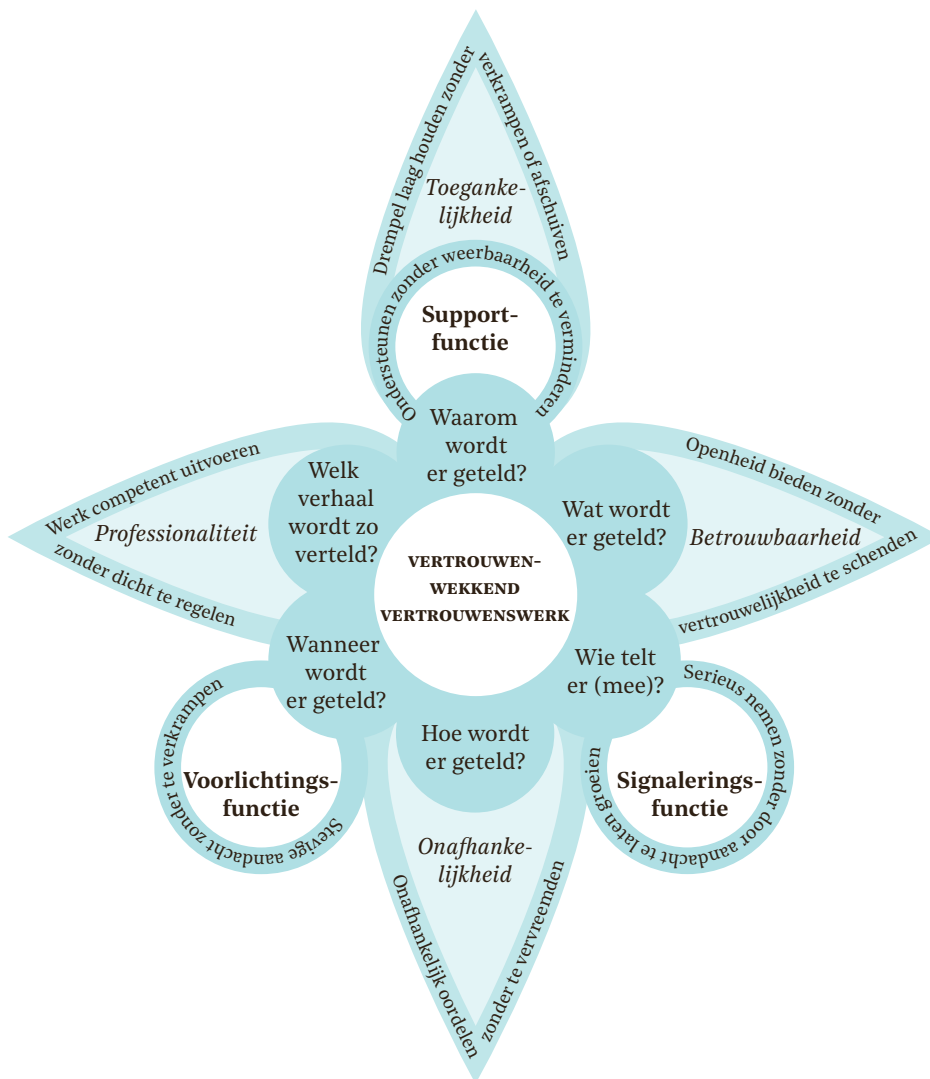 Drempel laag houden zonder
verkrampen of afschuiven
Toeganke-
lijkheid
Ondersteunen zonder weerbaarheid te verminderen
Support-
functie
Waarom
wordt
er geteld?
Werk competent uitvoeren
zonder dicht te regelen
Professionaliteit
Welk
verhaal
wordt zo
verteld?
Wat wordt
er geteld?
Openheid bieden zonder
vertrouwelijkheid te schenden
Betrouwbaarheid
VERTROUWEN-
WEKKEND
VERTROUWENSWERK
Wanneer
wordt
er geteld?
Wie telt
er (mee)?
Hoe wordt
er geteld?
Stevige aandacht zonder te verkrampen
Voorlichtings-
functie
Serieus nemen zonder door aandacht te laten groeien
Signalerings-
functie
Onafhanke-
lijkheid
Onafhankelijk oordelen
zonder te vervreemden